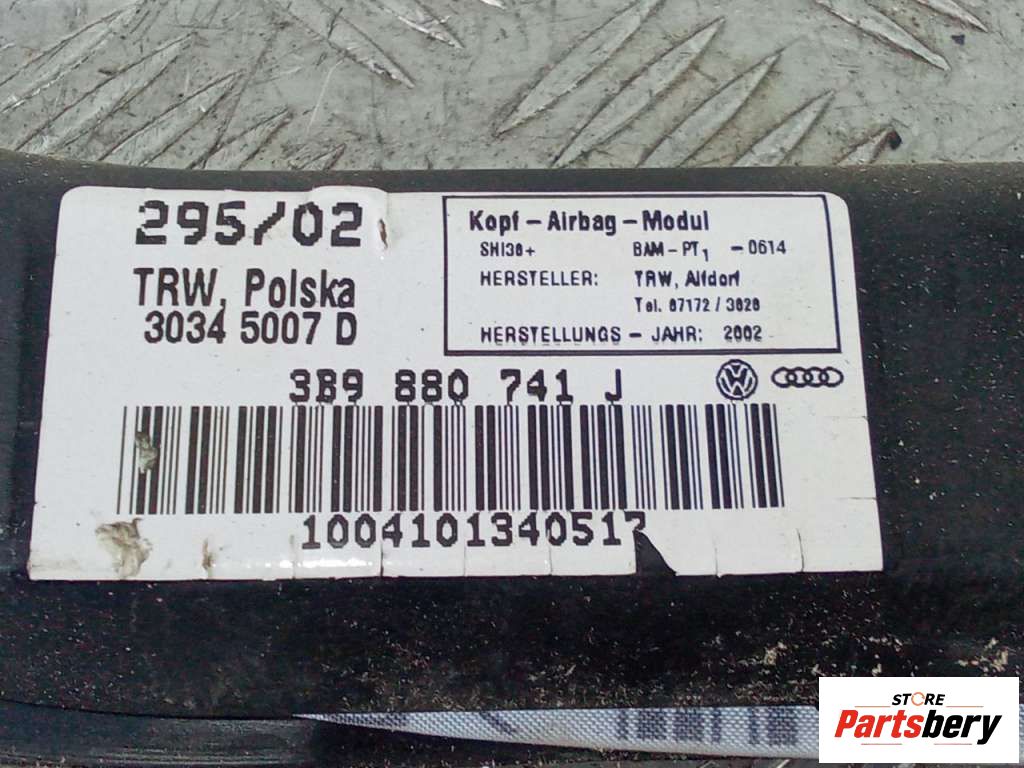 295/02
TRW, Polska
3034 5007 D
Kopf-Airbag-Modul
SHI30+ BAM-PT1 -0614
HERSTELLER: TRW, Alfdorf
Tel. 07172/3020
HERSTELLUNGS-JAHR: 2002
3B9 880 741 J
1004101340517
STORE
Partsbery